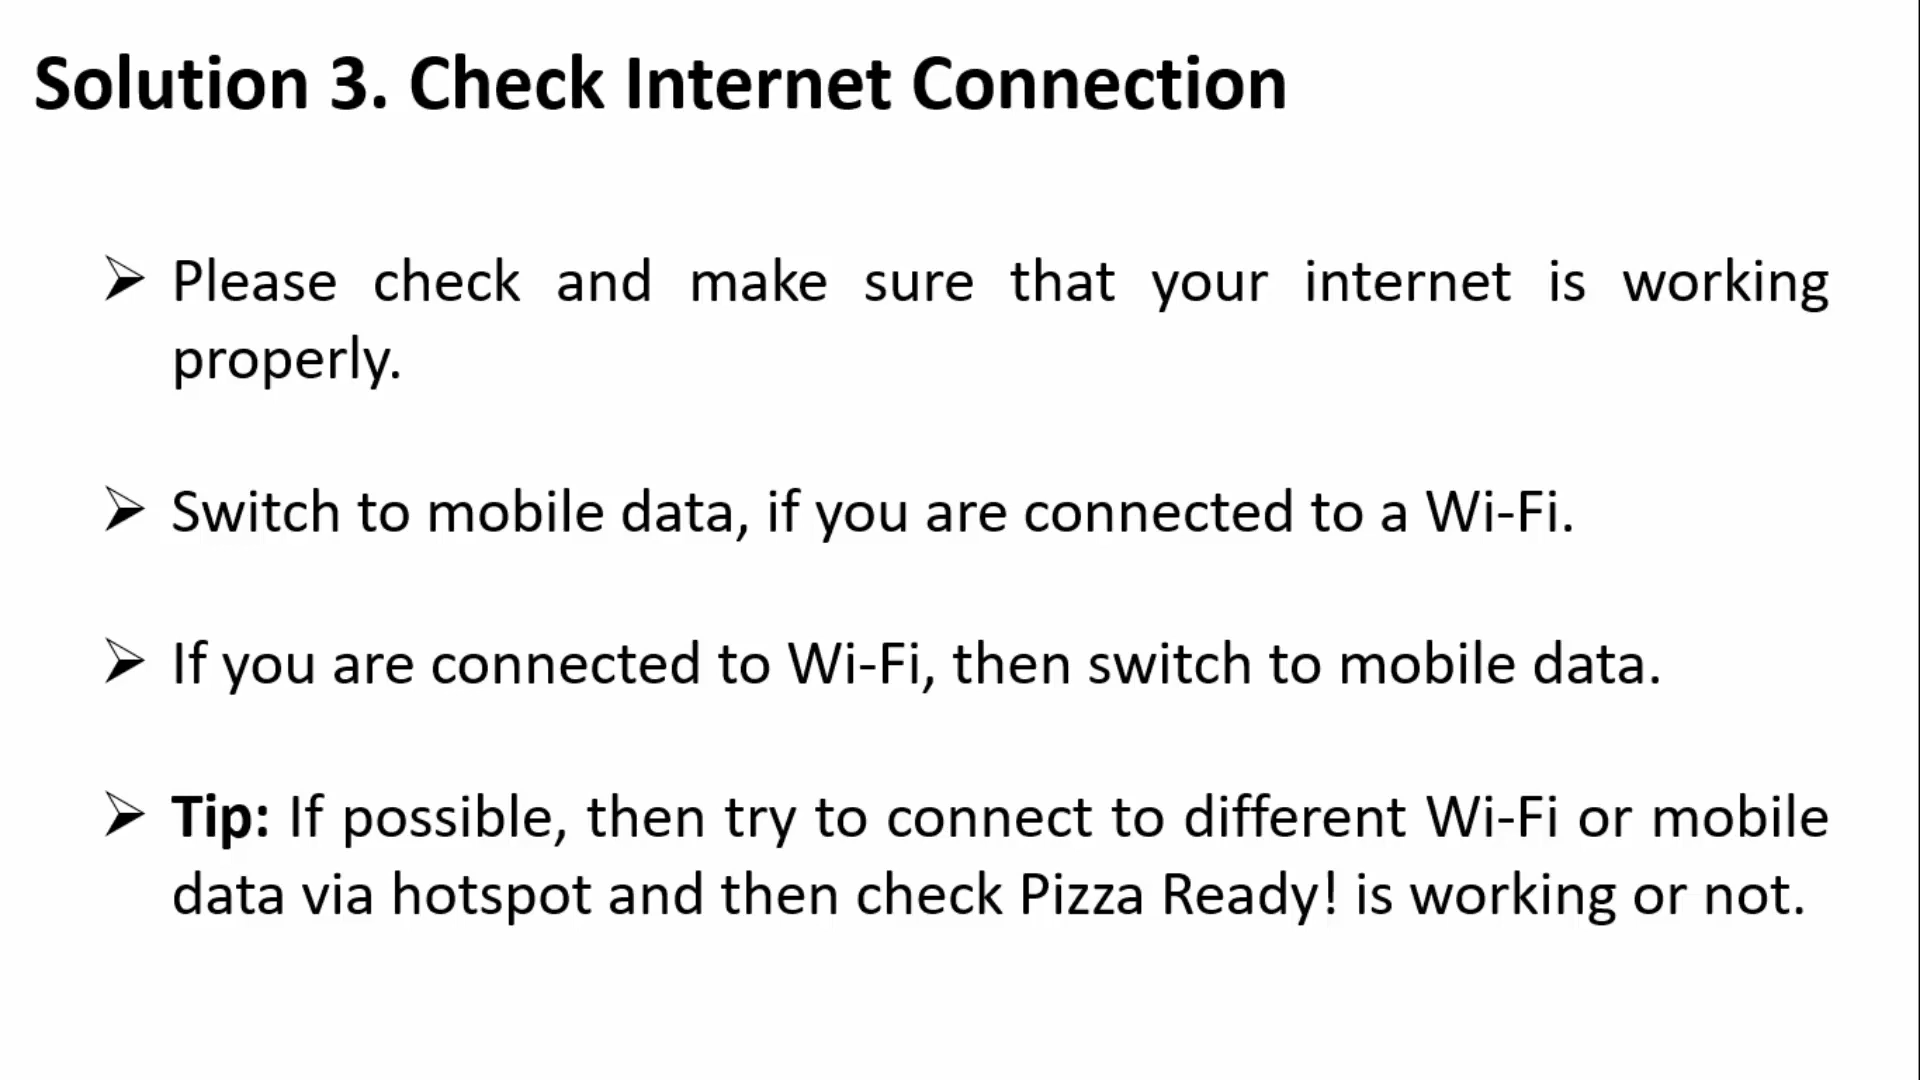 Solution 3. Check Internet Connection
➢ Please check and make sure that your internet is working
properly.
➢ Switch to mobile data, if you are connected to a Wi-Fi.
➢ If you are connected to Wi-Fi, then switch to mobile data.
➢ Tip: If possible, then try to connect to different Wi-Fi or mobile
data via hotspot and then check Pizza Ready! is working or not.